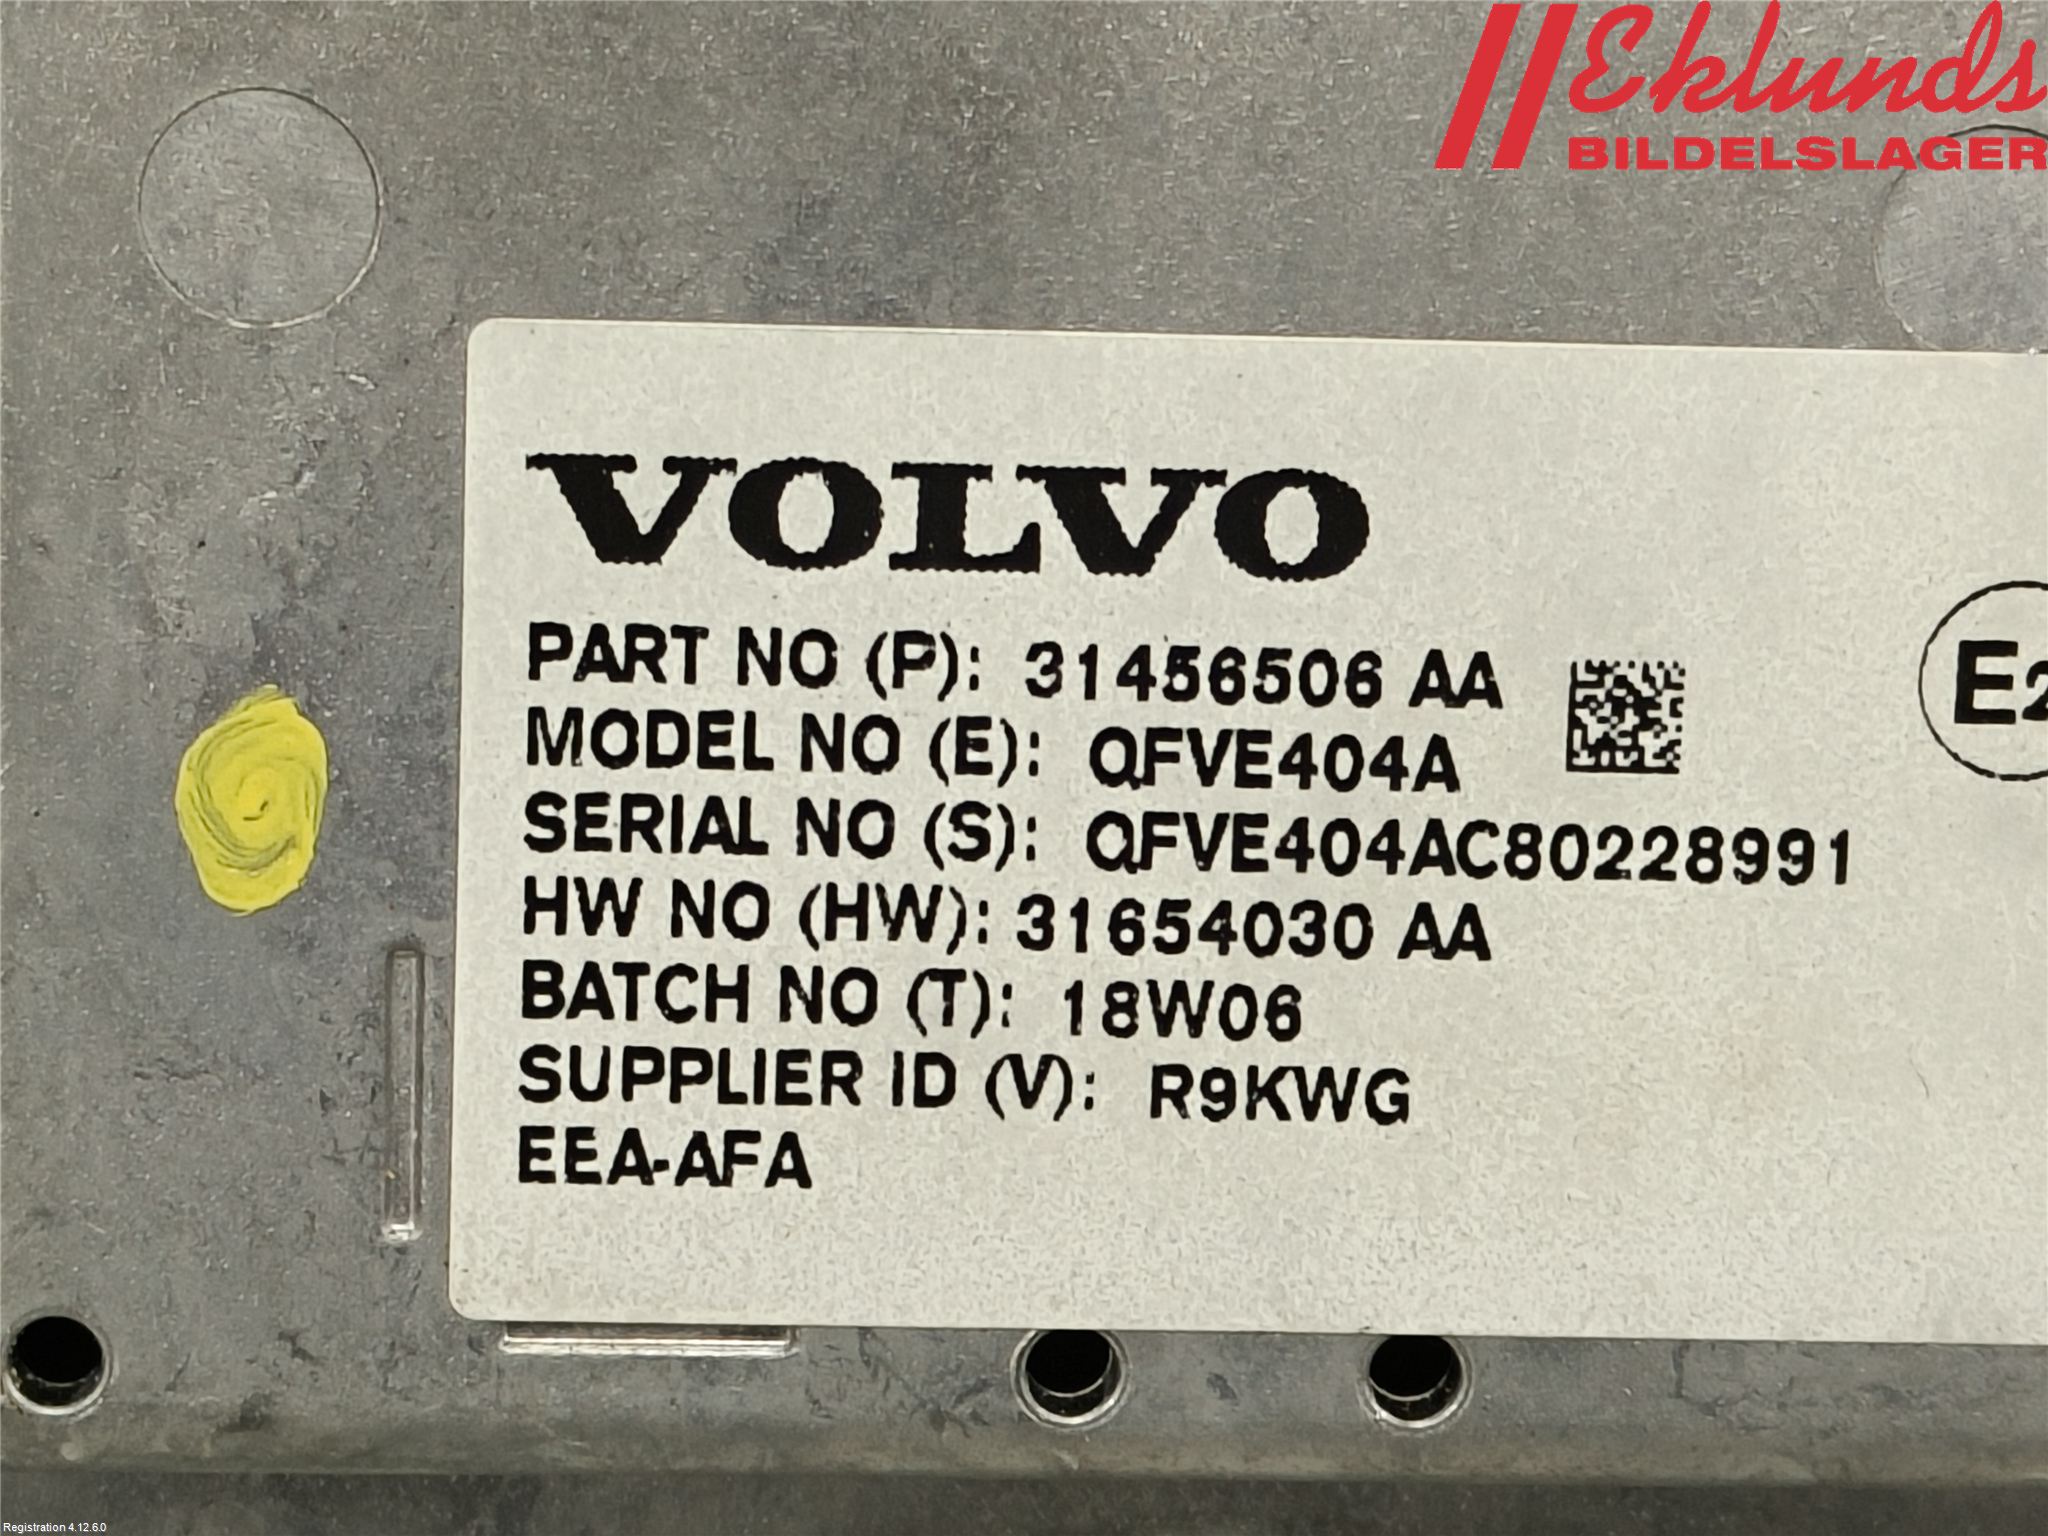 Eklunds
BILDELSLAGER
VOLVO
PART NO (P): 31456506 AA
MODEL NO (E): QFVE404A
SERIAL NO (S): QFVE404AC80228991
HW NO (HW): 31654030 AA
BATCH NO (T): 18W06
SUPPLIER ID (V): R9KWG
EEA-AFA
E2
Registration 4.12.6.0